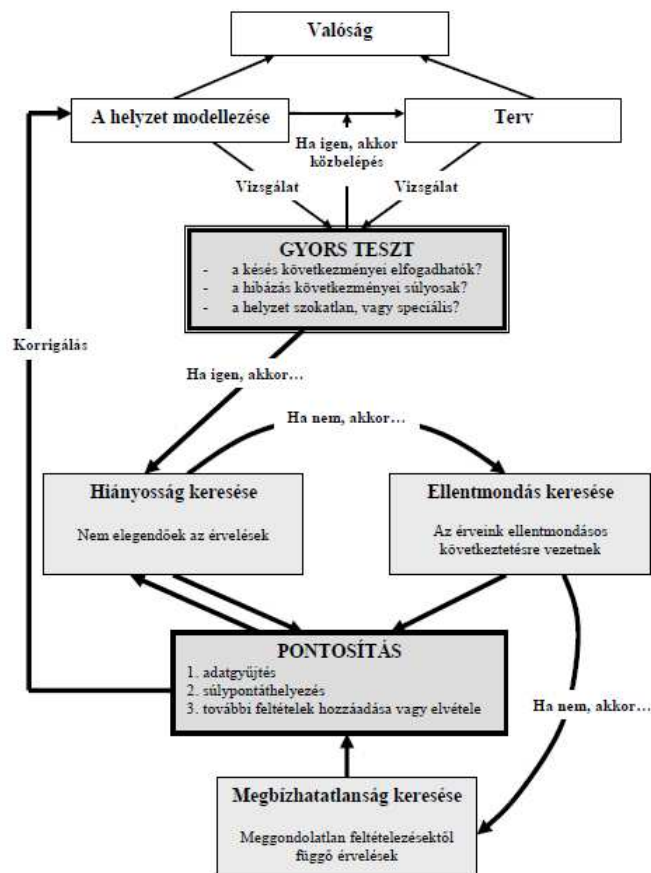 Valóság
A helyzet modellezése
Terv
Ha igen, akkor
közbelépés
Vizsgálat
Vizsgálat
GYORS TESZT
- a késés következményei elfogadhatók?
- a hibázás következményei súlyosak?
- a helyzet szokatlan, vagy speciális?
Korrigálás
Ha igen, akkor…
Ha nem, akkor…
Hiányosság keresése
Nem elegendőek az érvelések
Ellentmondás keresése
Az érveink ellentmondásos
következtetésre vezetnek
PONTOSÍTÁS
1. adatgyűjtés
2. súlypontáthelyezés
3. további feltételek hozzáadása vagy elvétele
Ha nem, akkor…
Megbízhatatlanság keresése
Meggondolatlan feltételezésektől
függő érvelések